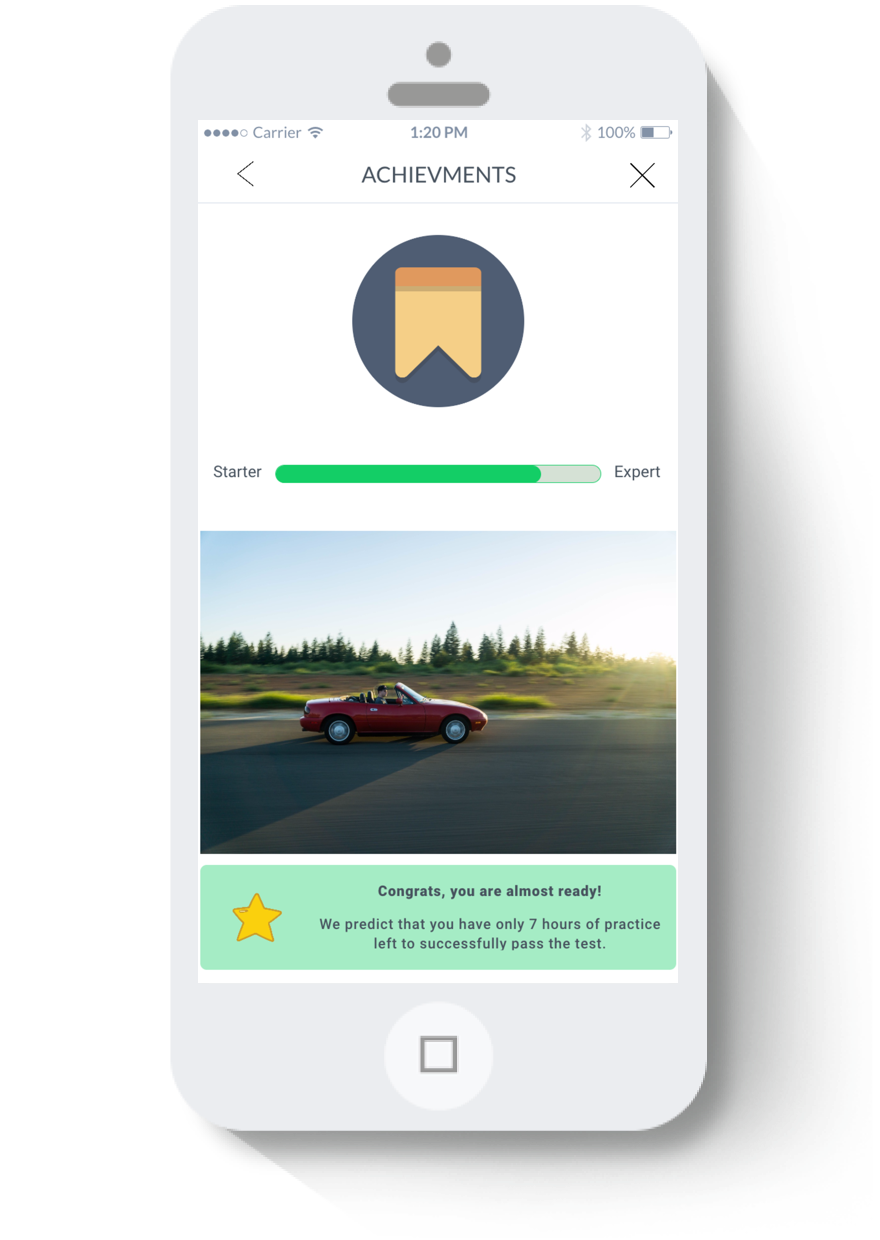 Carrier 1:20 PM 100%
ACHIEVMENTS
Starter Expert
Congrats, you are almost ready!
We predict that you have only 7 hours of practice
left to successfully pass the test.